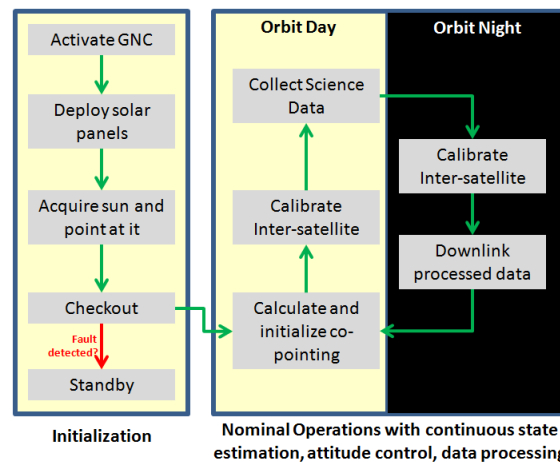 Activate GNC
Deploy solar
panels
Acquire sun and
point at it
Checkout
Fault
detected?
Standby
Initialization
Orbit Day
Orbit Night
Collect Science
Data
Calibrate
Inter-satellite
Calculate and
initialize co-
pointing
Calibrate
Inter-satellite
Downlink
processed data
Nominal Operations with continuous state
estimation, attitude control, data processing